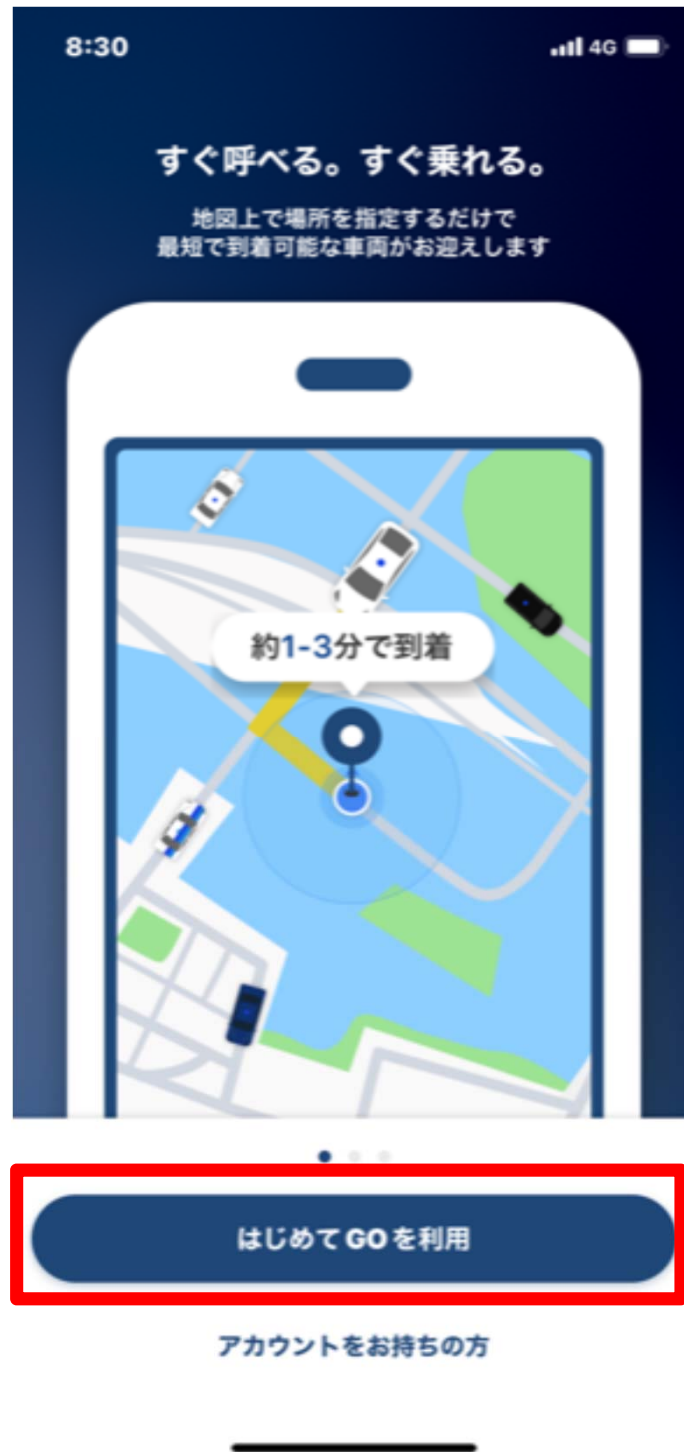 8:30
4G
すぐ呼べる。すぐ乗れる。
地図上で場所を指定するだけで
最短で到着可能な車両がお迎えします
約1-3分で到着
はじめてGOを利用
アカウントをお持ちの方